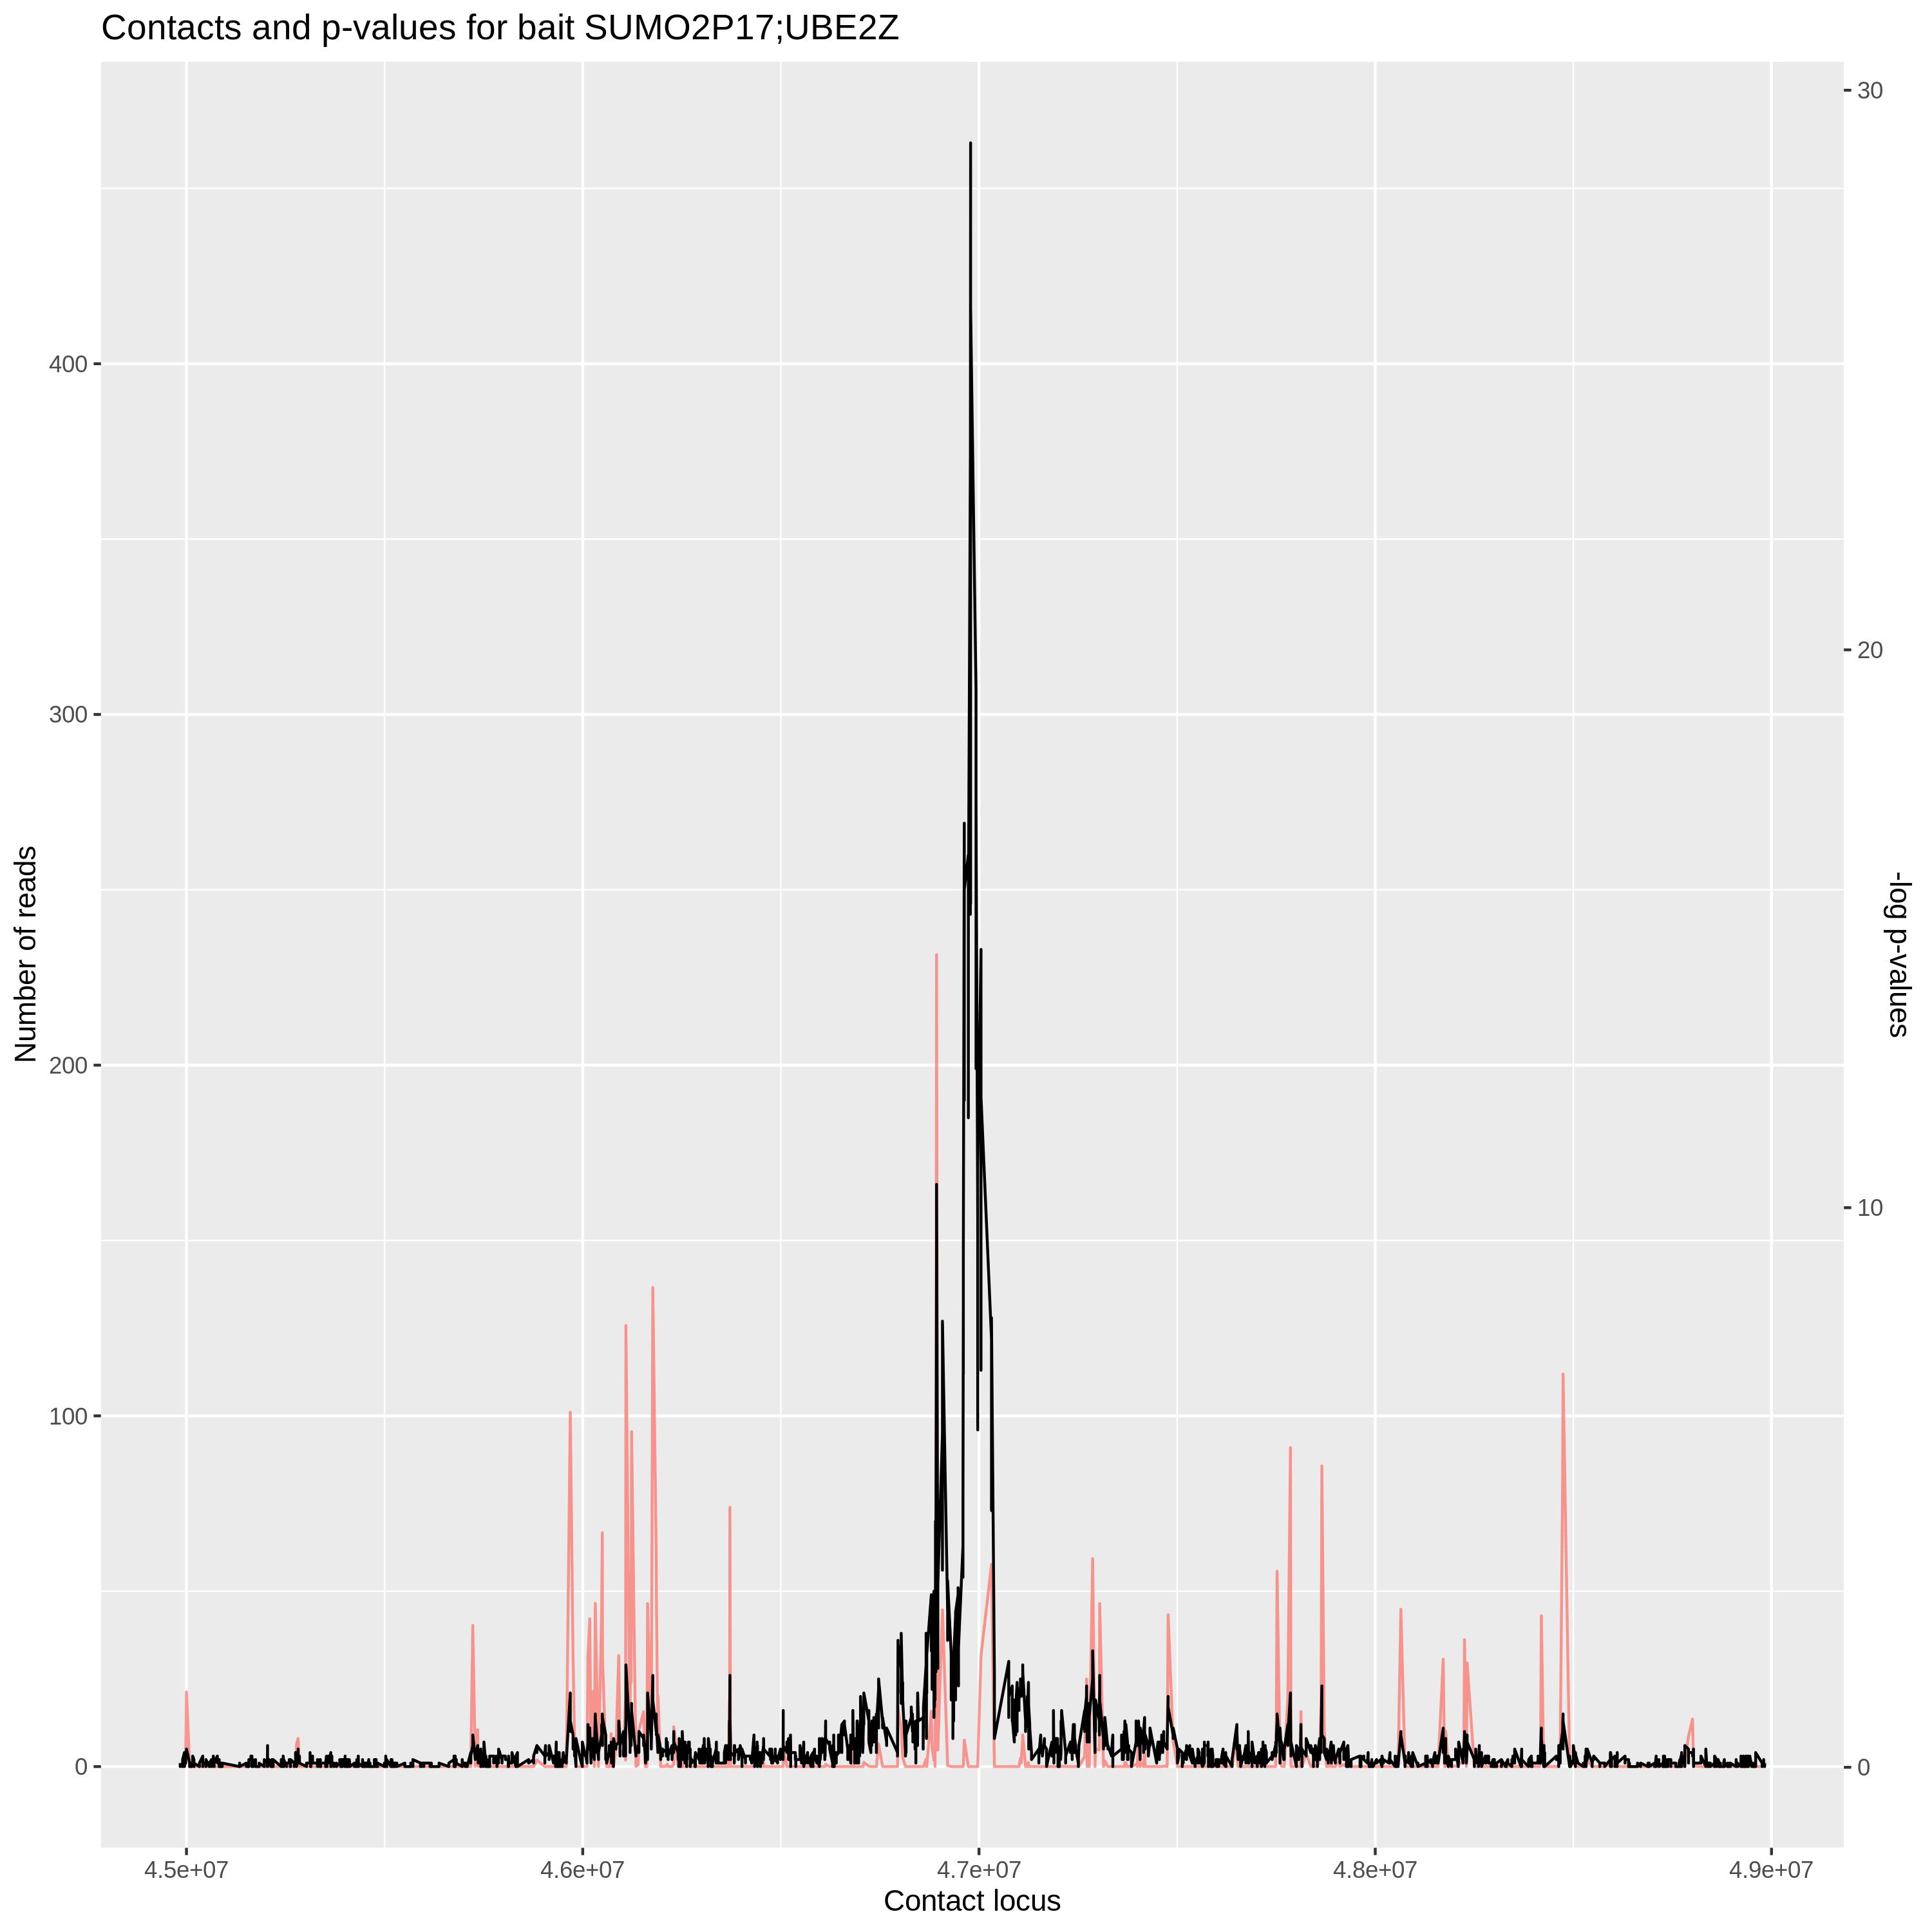 Contacts and p-values for bait SUMO2P17;UBE2Z
30
400
20
300
Number of reads
-log p-values
200
10
100
0
0
4.5e+07 4.6e+07 4.7e+07 4.8e+07 4.9e+07
Contact locus